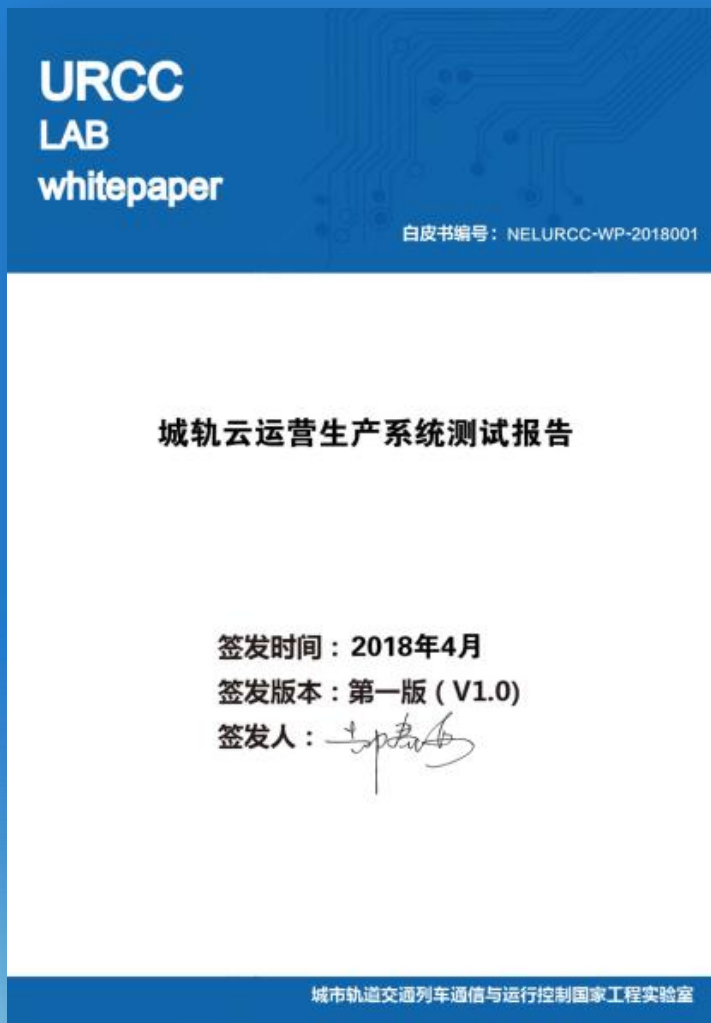 URCC
LAB
whitepaper
白皮书编号：NELURCC-WP-2018001
城轨云运营生产系统测试报告
签发时间：2018年4月
签发版本：第一版（V1.0)
签发人：
城市轨道交通列车通信与运行控制国家工程实验室